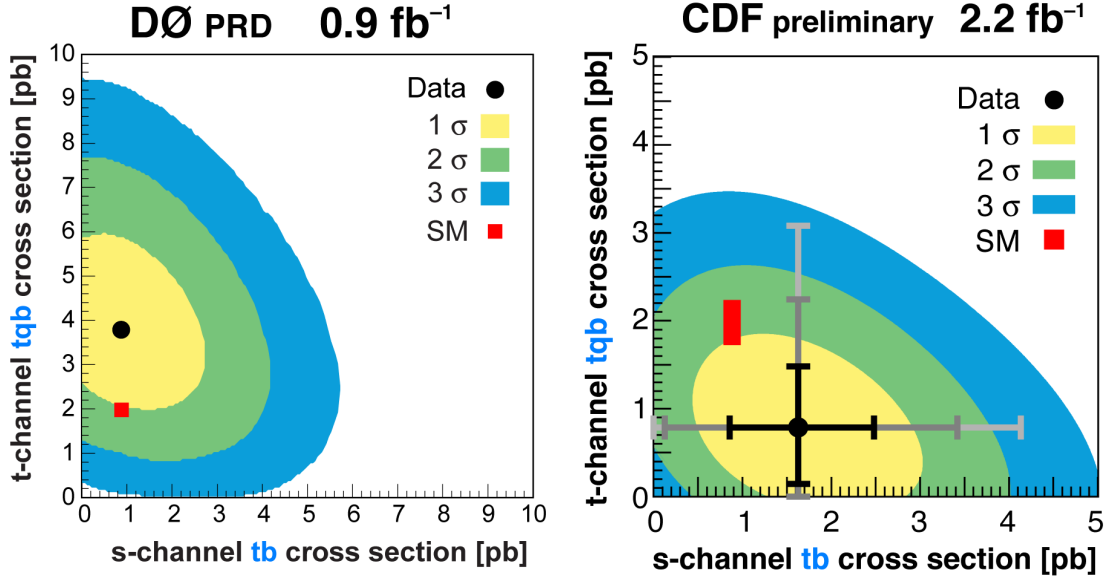 DØ PRD 0.9 fb⁻¹
t-channel tqb cross section [pb]
10
9
8
7
6
5
4
3
2
1
0
Data
1 σ
2 σ
3 σ
SM
0 1 2 3 4 5 6 7 8 9 10
s-channel tb cross section [pb]
CDF preliminary 2.2 fb⁻¹
t-channel tqb cross section [pb]
5
4
3
2
1
0
Data
1 σ
2 σ
3 σ
SM
0 1 2 3 4 5
s-channel tb cross section [pb]